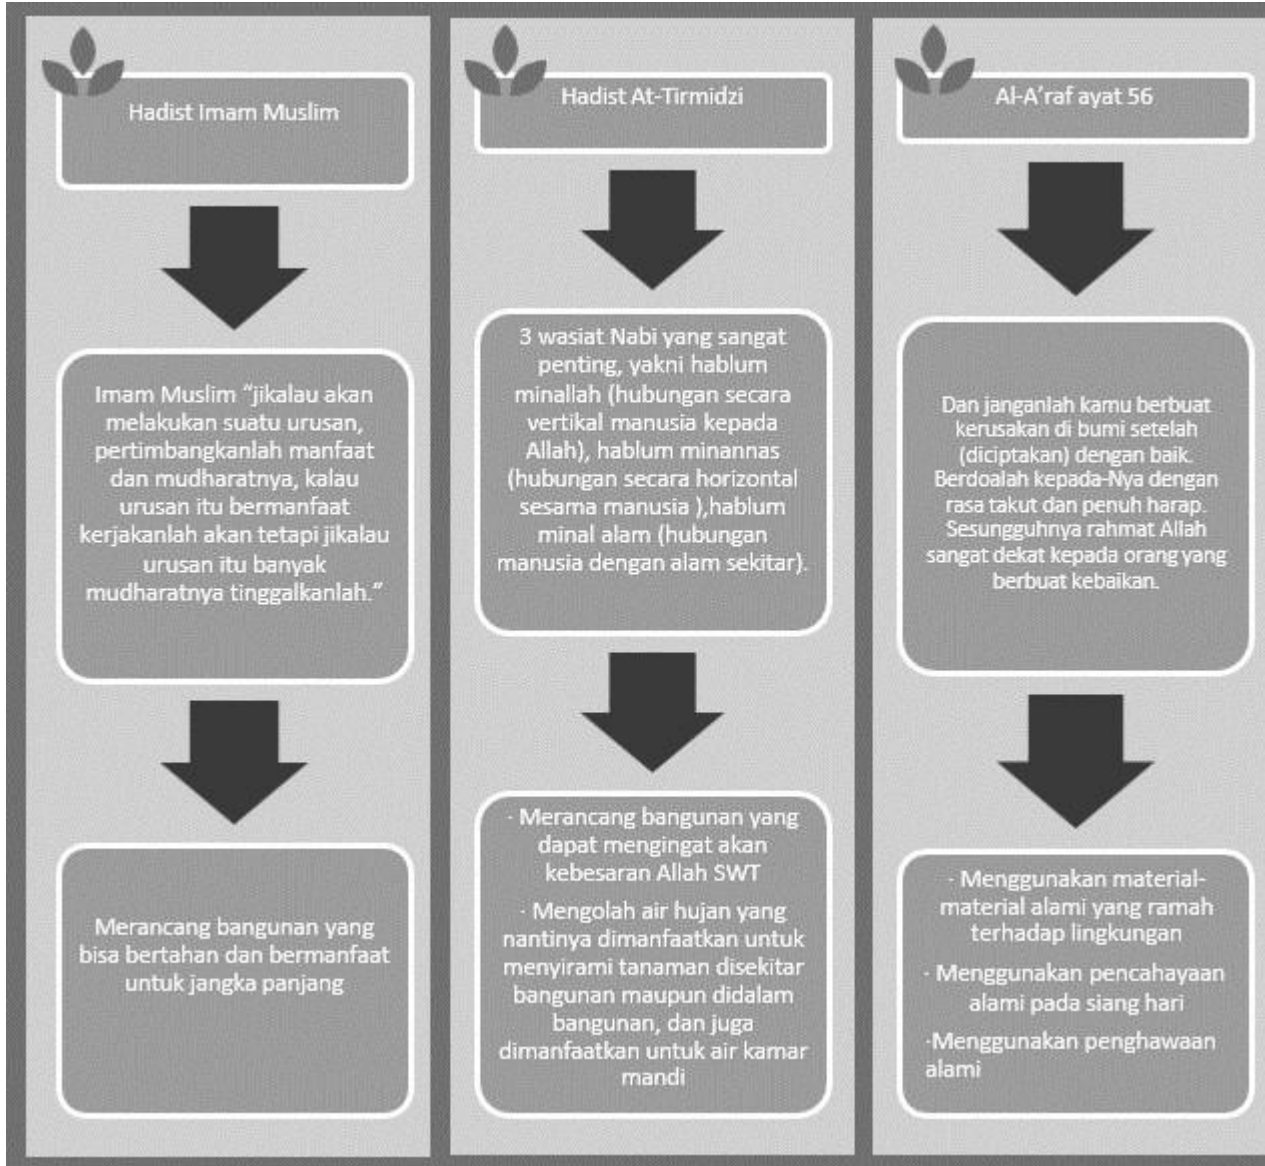 Hadist Imam Muslim
Imam Muslim “jikalau akan
melakukan suatu urusan,
pertimbangkanlah manfaat
dan mudharatnya, kalau
urusan itu bermanfaat
kerjakanlah akan tetapi jikalau
urusan itu banyak
mudharatnya tinggalkanlah.”
Merancang bangunan yang
bisa bertahan dan bermanfaat
untuk jangka panjang
Hadist At-Tirmidzi
3 wasiat Nabi yang sangat
penting, yakni hablum
minallah (hubungan secara
vertikal manusia kepada
Allah), hablum minannas
(hubungan secara horizontal
sesama manusia ),hablum
minal alam (hubungan
manusia dengan alam sekitar).
· Merancang bangunan yang
dapat mengingat akan
kebesaran Allah SWT
· Mengolah air hujan yang
nantinya dimanfaatkan untuk
menyirami tanaman disekitar
bangunan maupun didalam
bangunan, dan juga
dimanfaatkan untuk air kamar
mandi
Al-A’raf ayat 56
Dan janganlah kamu berbuat
kerusakan di bumi setelah
(diciptakan) dengan baik.
Berdoalah kepada-Nya dengan
rasa takut dan penuh harap.
Sesungguhnya rahmat Allah
sangat dekat kepada orang yang
berbuat kebaikan.
· Menggunakan material-
material alami yang ramah
terhadap lingkungan
· Menggunakan pencahayaan
alami pada siang hari
·Menggunakan penghawaan
alami